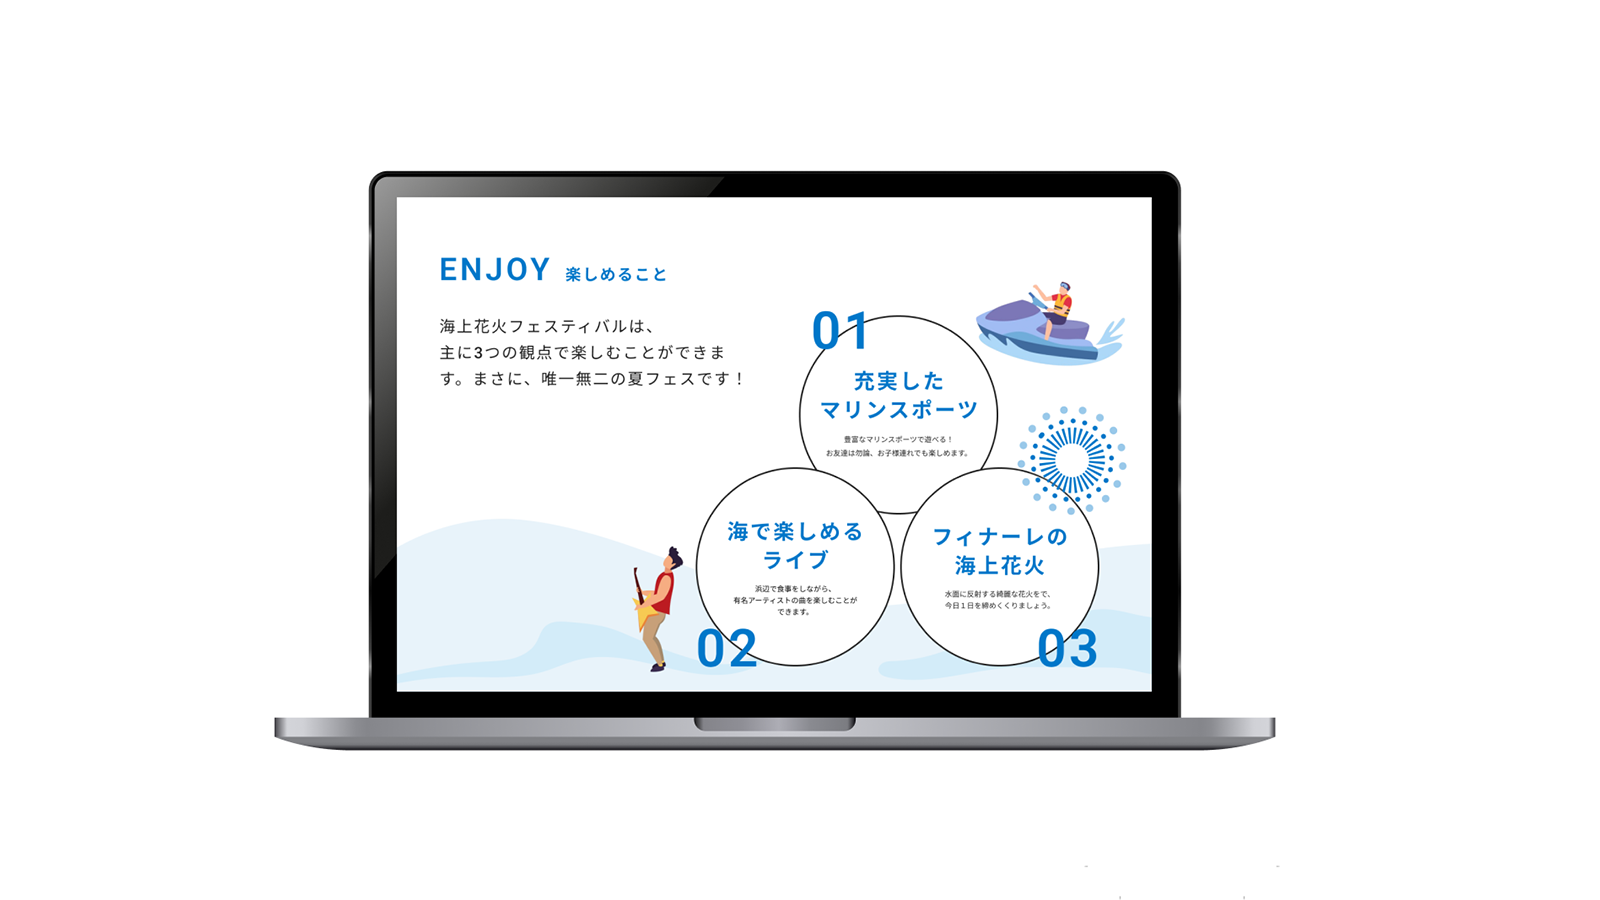 ENJOY 楽しめること
海上花火フェスティバルは、
主に3つの観点で楽しむことができま
す。まさに、唯一無二の夏フェスです！
01
充実した
マリンスポーツ
豊富なマリンスポーツで遊べる！
お友達は勿論、お子様連れでも楽しめます。
海で楽しめる
ライブ
浜辺で食事をしながら、
有名アーティストの曲を楽しむことが
できます。
02
フィナーレの
海上花火
水面に反射する綺麗な花火をで、
今日１日を締めくくりましょう。
03